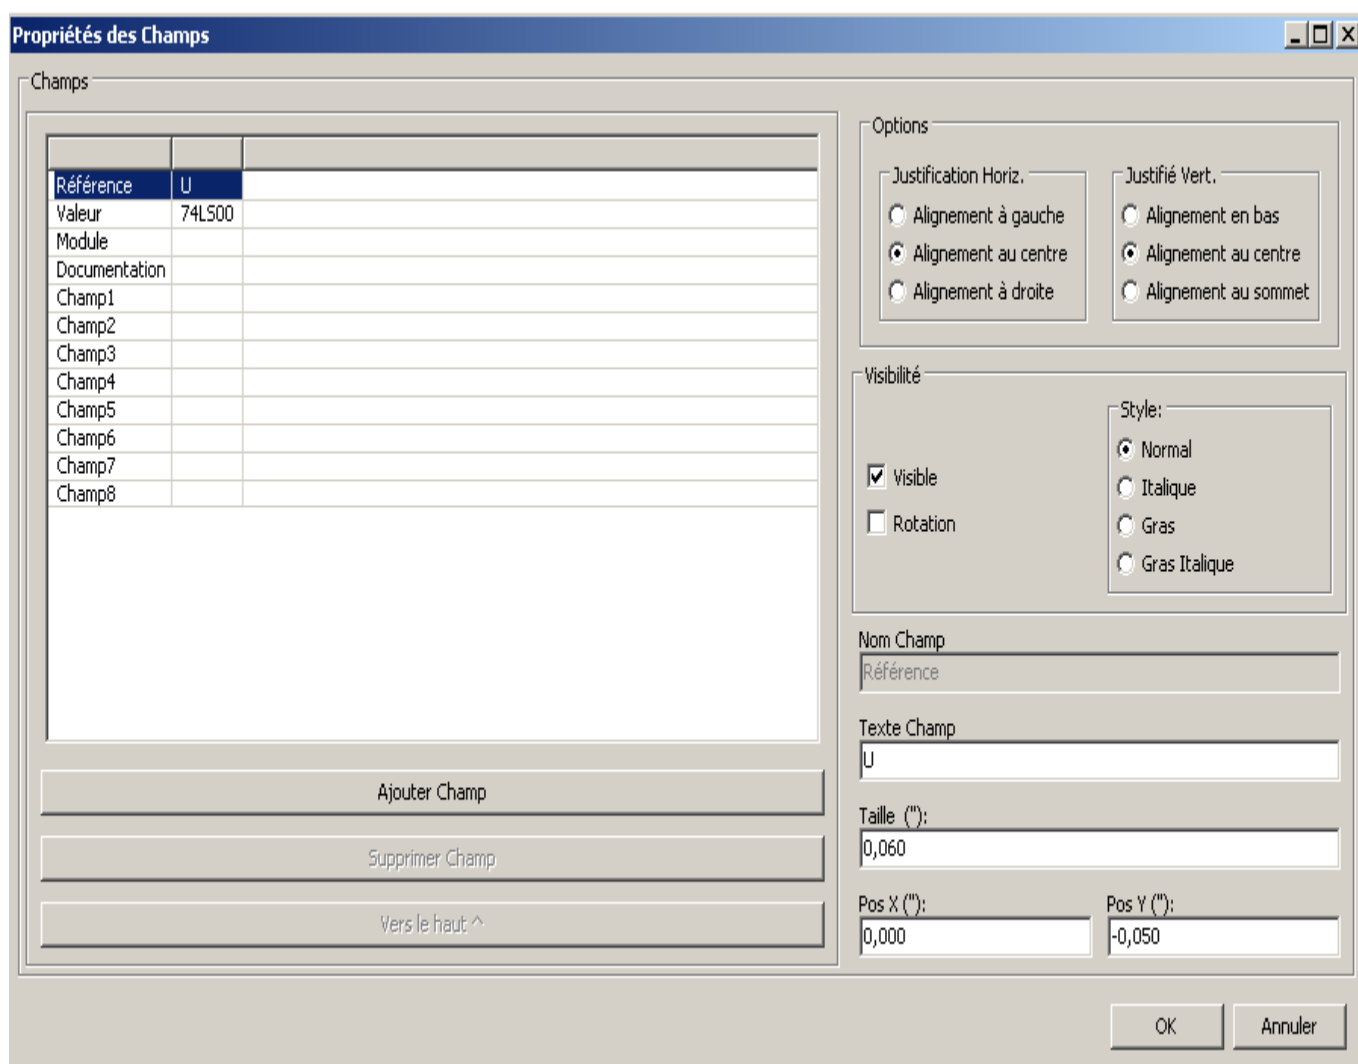 Propriétés des Champs
Champs
Référence U
Valeur 74LS00
Module
Documentation
Champ1
Champ2
Champ3
Champ4
Champ5
Champ6
Champ7
Champ8
Ajouter Champ
Supprimer Champ
Vers le haut ^
Options
Justification Horiz.
Alignement à gauche
Alignement au centre
Alignement à droite
Justifié Vert.
Alignement en bas
Alignement au centre
Alignement au sommet
Visibilité
Visible
Rotation
Style:
Normal
Italique
Gras
Gras Italique
Nom Champ
Référence
Texte Champ
U
Taille ("):
0,060
Pos X ("):
0,000
Pos Y ("):
-0,050
OK
Annuler